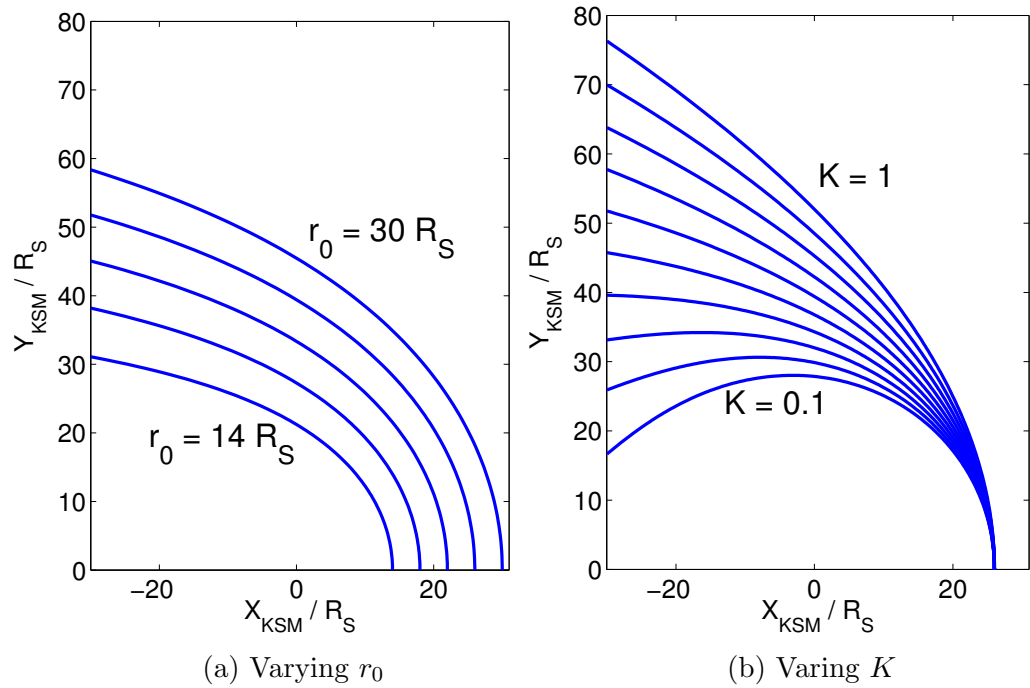 80
70
60
50
40
30
20
10
0
Y_KSM / R_S
r_0 = 30 R_S
r_0 = 14 R_S
−20 0 20
X_KSM / R_S
(a) Varying r_0
80
70
60
50
40
30
20
10
0
Y_KSM / R_S
K = 1
K = 0.1
−20 0 20
X_KSM / R_S
(b) Varing K